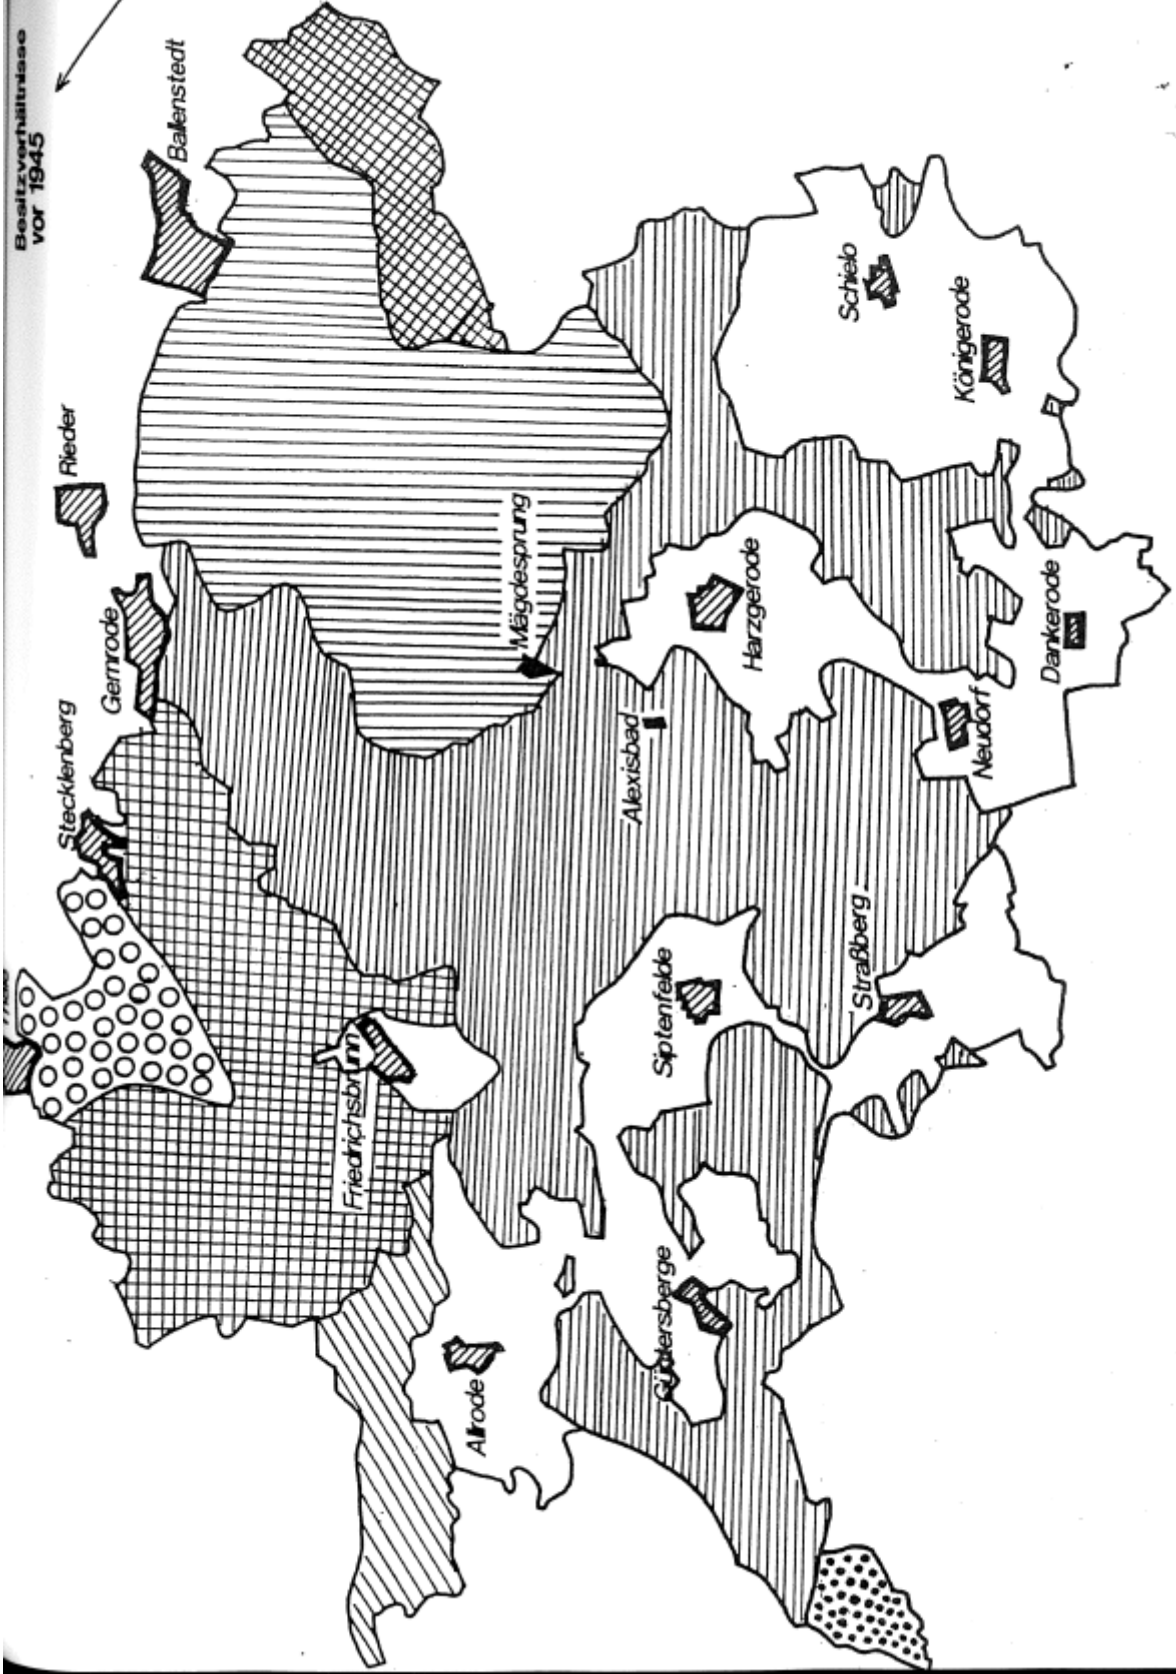 Besitzverhältnisse
vor 1945
Ballenstedt
Rieder
Gernrode
Stecklenberg
Friedrichsbrunn
Mägdesprung
Alexisbad
Harzgerode
Schielo
Königerode
Dankerode
Neudorf
Straßberg
Siptenfelde
Güntersberge
Allrode